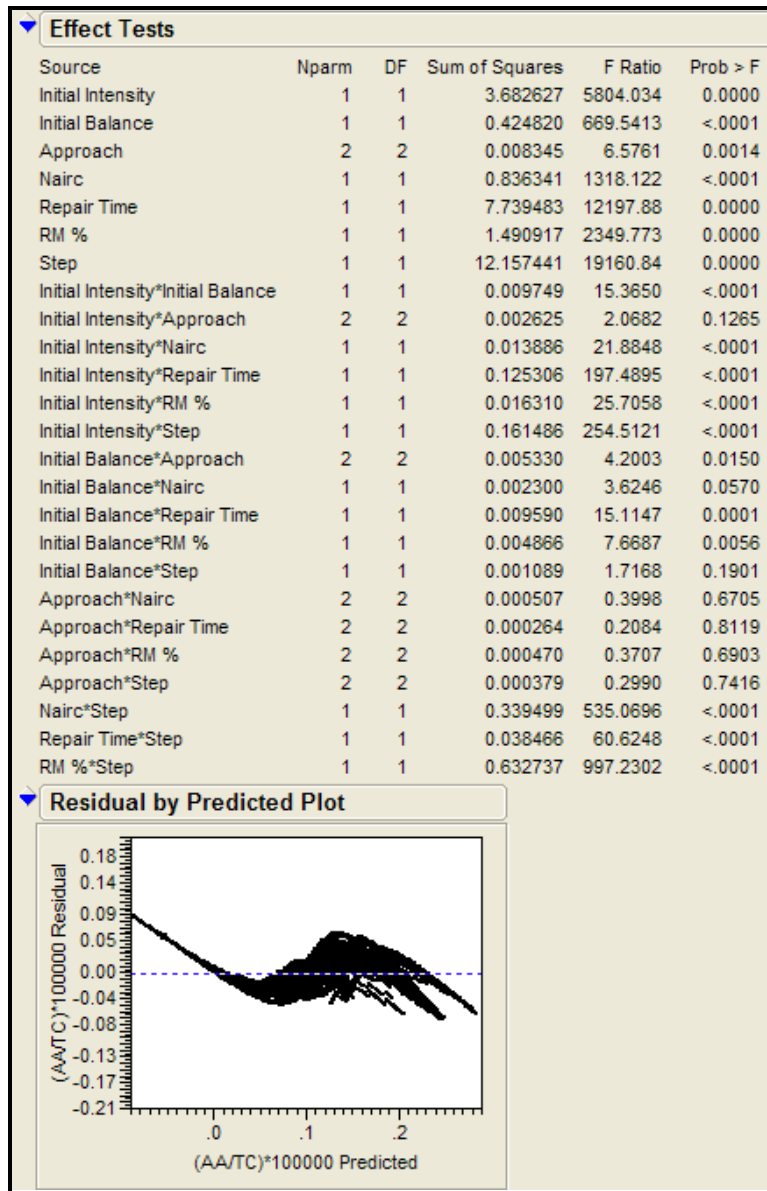 Effect Tests
Source Nparm DF Sum of Squares F Ratio Prob > F
Initial Intensity 1 1 3.682627 5804.034 0.0000
Initial Balance 1 1 0.424820 669.5413 <.0001
Approach 2 2 0.008345 6.5761 0.0014
Nairc 1 1 0.836341 1318.122 <.0001
Repair Time 1 1 7.739483 12197.88 0.0000
RM % 1 1 1.490917 2349.773 0.0000
Step 1 1 12.157441 19160.84 0.0000
Initial Intensity*Initial Balance 1 1 0.009749 15.3650 <.0001
Initial Intensity*Approach 2 2 0.002625 2.0682 0.1265
Initial Intensity*Nairc 1 1 0.013886 21.8848 <.0001
Initial Intensity*Repair Time 1 1 0.125306 197.4895 <.0001
Initial Intensity*RM % 1 1 0.016310 25.7058 <.0001
Initial Intensity*Step 1 1 0.161486 254.5121 <.0001
Initial Balance*Approach 2 2 0.005330 4.2003 0.0150
Initial Balance*Nairc 1 1 0.002300 3.6246 0.0570
Initial Balance*Repair Time 1 1 0.009590 15.1147 0.0001
Initial Balance*RM % 1 1 0.004866 7.6687 0.0056
Initial Balance*Step 1 1 0.001089 1.7168 0.1901
Approach*Nairc 2 2 0.000507 0.3998 0.6705
Approach*Repair Time 2 2 0.000264 0.2084 0.8119
Approach*RM % 2 2 0.000470 0.3707 0.6903
Approach*Step 2 2 0.000379 0.2990 0.7416
Nairc*Step 1 1 0.339499 535.0696 <.0001
Repair Time*Step 1 1 0.038466 60.6248 <.0001
RM %*Step 1 1 0.632737 997.2302 <.0001
Residual by Predicted Plot
(AA/TC)*100000 Residual
0.18
0.14
0.09
0.05
0.00
-0.04
-0.08
-0.13
-0.17
-0.21
.0 .1 .2
(AA/TC)*100000 Predicted